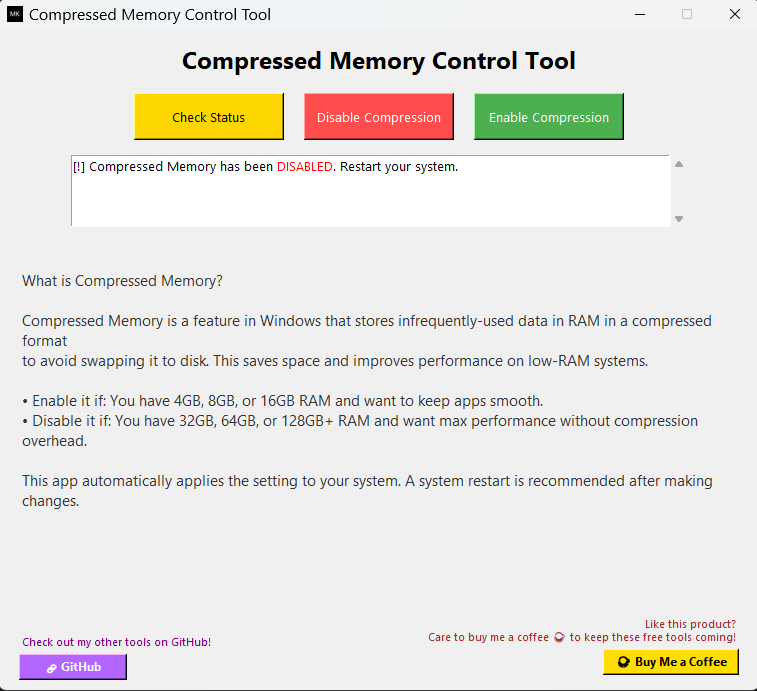 MK Compressed Memory Control Tool
Compressed Memory Control Tool
Check Status
Disable Compression
Enable Compression
[!] Compressed Memory has been DISABLED. Restart your system.
What is Compressed Memory?
Compressed Memory is a feature in Windows that stores infrequently-used data in RAM in a compressed
format
to avoid swapping it to disk. This saves space and improves performance on low-RAM systems.
• Enable it if: You have 4GB, 8GB, or 16GB RAM and want to keep apps smooth.
• Disable it if: You have 32GB, 64GB, or 128GB+ RAM and want max performance without compression
overhead.
This app automatically applies the setting to your system. A system restart is recommended after making
changes.
Check out my other tools on GitHub!
GitHub
Like this product?
Care to buy me a coffee to keep these free tools coming!
Buy Me a Coffee